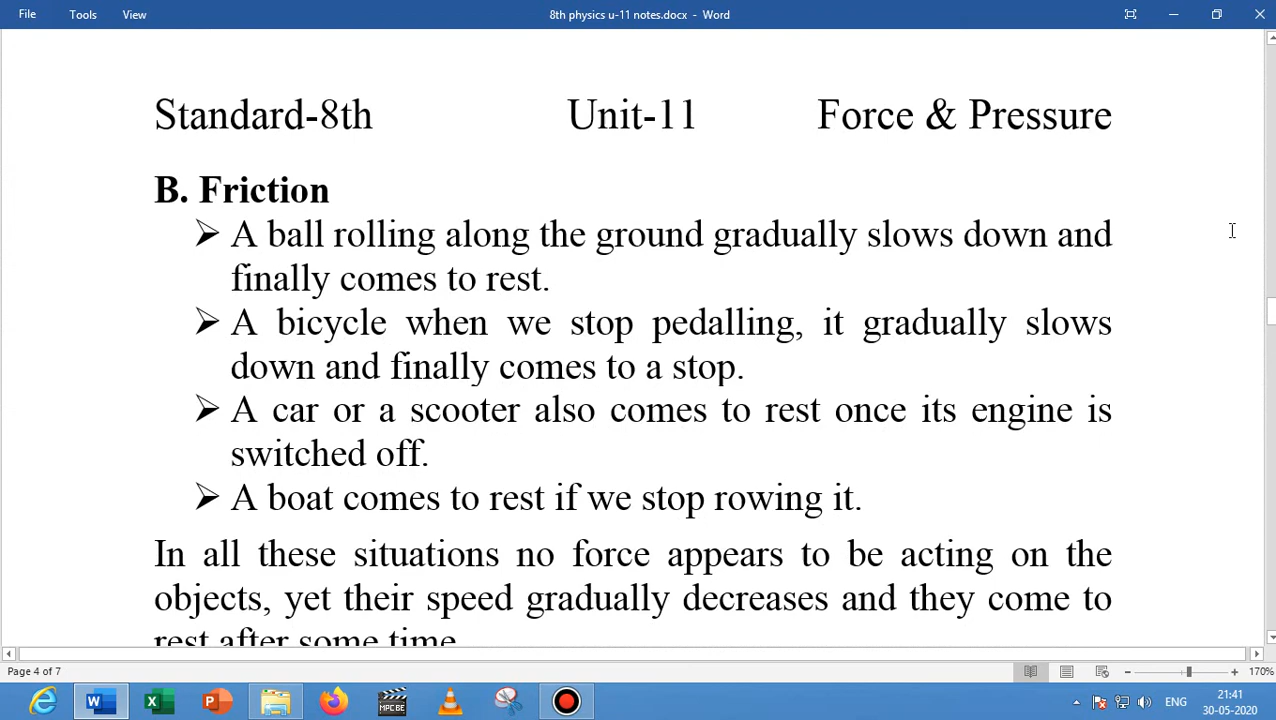 File Tools View 8th physics u-11 notes.docx - Word
Standard-8th Unit-11 Force & Pressure
B. Friction
➢ A ball rolling along the ground gradually slows down and
finally comes to rest.
➢ A bicycle when we stop pedalling, it gradually slows
down and finally comes to a stop.
➢ A car or a scooter also comes to rest once its engine is
switched off.
➢ A boat comes to rest if we stop rowing it.
In all these situations no force appears to be acting on the
objects, yet their speed gradually decreases and they come to
rest after some time.
Page 4 of 7 170%
ENG 21:41
30-05-2020